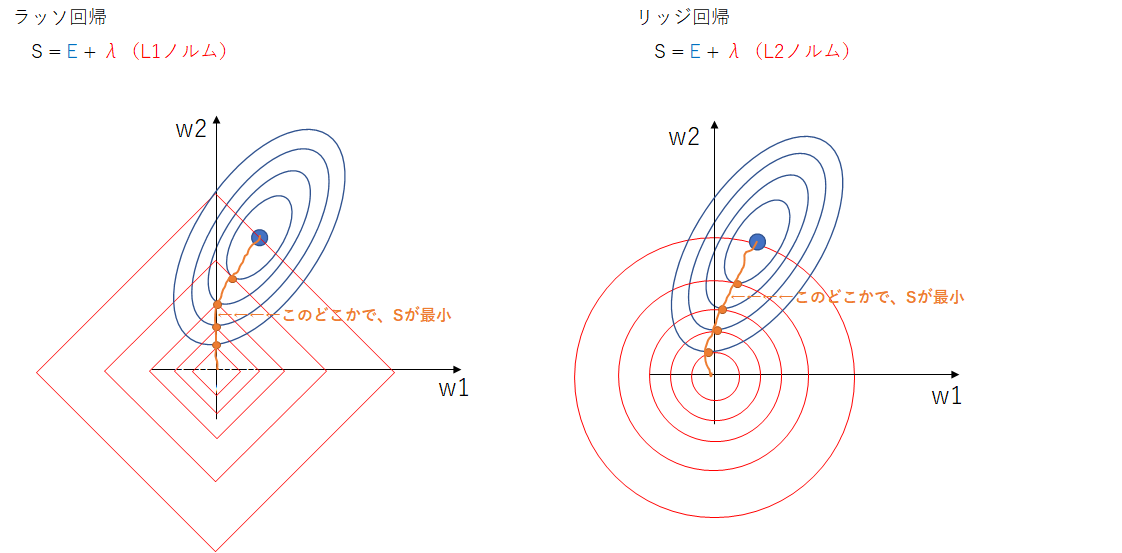 ラッソ回帰
S = E + λ （L1ノルム）
w2
←←←←このどこかで、Sが最小
w1
リッジ回帰
S = E + λ （L2ノルム）
w2
←←←←このどこかで、Sが最小
w1